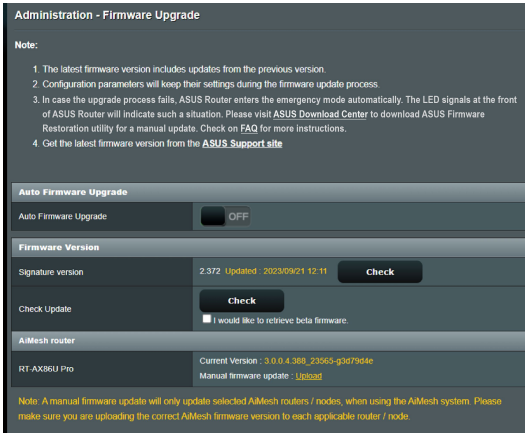 Administration - Firmware Upgrade
Note:
1. The latest firmware version includes updates from the previous version.
2. Configuration parameters will keep their settings during the firmware update process.
3. In case the upgrade process fails, ASUS Router enters the emergency mode automatically. The LED signals at the front
of ASUS Router will indicate such a situation. Please visit ASUS Download Center to download ASUS Firmware
Restoration utility for a manual update. Check on FAQ for more instructions.
4. Get the latest firmware version from the ASUS Support site
Auto Firmware Upgrade
Auto Firmware Upgrade OFF
Firmware Version
Signature version 2.372 Updated : 2023/09/21 12:11 Check
Check Update Check
I would like to retrieve beta firmware.
AiMesh router
RT-AX86U Pro Current Version : 3.0.0.4.388_23565-g3d79d4e
Manual firmware update : Upload
Note: A manual firmware update will only update selected AiMesh routers / nodes, when using the AiMesh system. Please
make sure you are uploading the correct AiMesh firmware version to each applicable router / node.